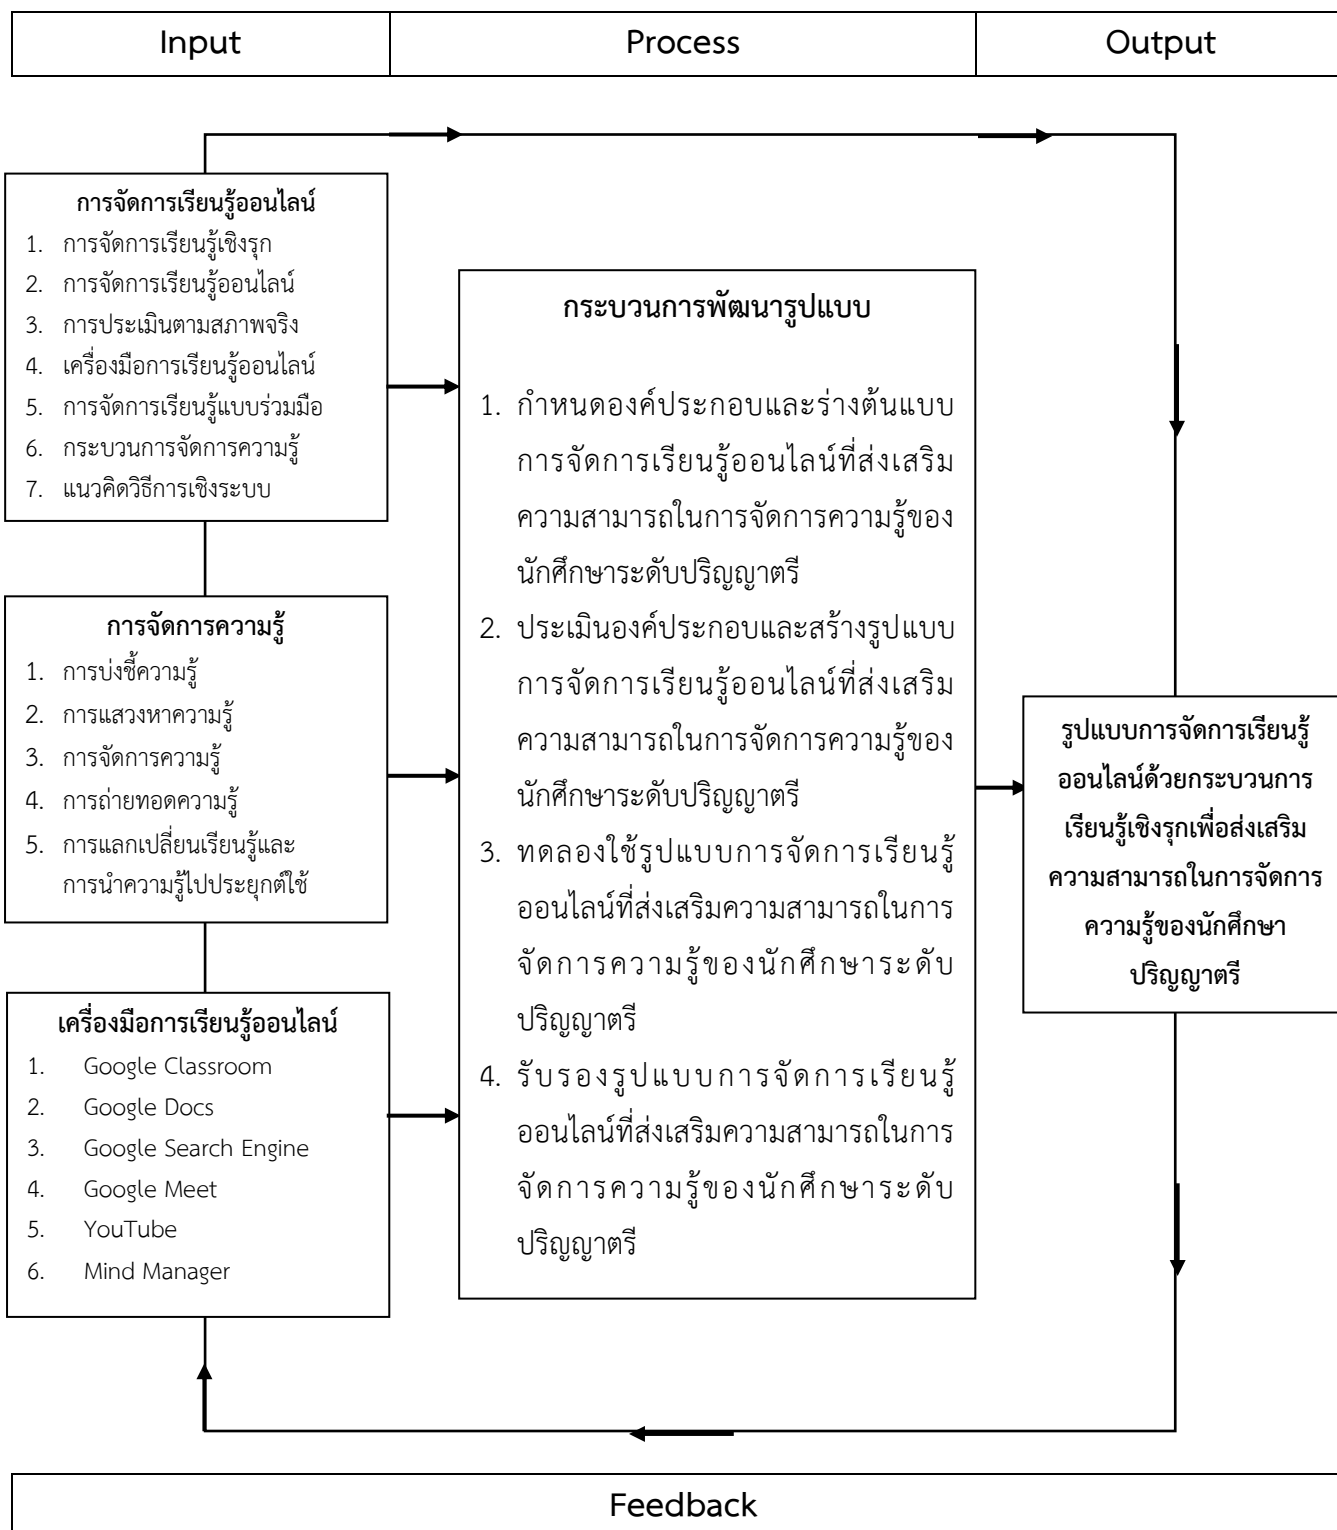 Input
Process
Output
การจัดการเรียนรู้ออนไลน์
1. การจัดการเรียนรู้เชิงรุก
2. การจัดการเรียนรู้ออนไลน์
3. การประเมินตามสภาพจริง
4. เครื่องมือการเรียนรู้ออนไลน์
5. การจัดการเรียนรู้แบบร่วมมือ
6. กระบวนการจัดการความรู้
7. แนวคิดวิธีการเชิงระบบ
การจัดการความรู้
1. การบ่งชี้ความรู้
2. การแสวงหาความรู้
3. การจัดการความรู้
4. การถ่ายทอดความรู้
5. การแลกเปลี่ยนเรียนรู้และ
การนำความรู้ไปประยุกต์ใช้
เครื่องมือการเรียนรู้ออนไลน์
1. Google Classroom
2. Google Docs
3. Google Search Engine
4. Google Meet
5. YouTube
6. Mind Manager
กระบวนการพัฒนารูปแบบ
1. กำหนดองค์ประกอบและร่างต้นแบบ
การจัดการเรียนรู้ออนไลน์ที่ส่งเสริม
ความสามารถในการจัดการความรู้ของ
นักศึกษาระดับปริญญาตรี
2. ประเมินองค์ประกอบและสร้างรูปแบบ
การจัดการเรียนรู้ออนไลน์ที่ส่งเสริม
ความสามารถในการจัดการความรู้ของ
นักศึกษาระดับปริญญาตรี
3. ทดลองใช้รูปแบบการจัดการเรียนรู้
ออนไลน์ที่ส่งเสริมความสามารถในการ
จัดการความรู้ของนักศึกษาระดับ
ปริญญาตรี
4. รับรองรูปแบบการจัดการเรียนรู้
ออนไลน์ที่ส่งเสริมความสามารถในการ
จัดการความรู้ของนักศึกษาระดับ
ปริญญาตรี
รูปแบบการจัดการเรียนรู้
ออนไลน์ด้วยกระบวนการ
เรียนรู้เชิงรุกเพื่อส่งเสริม
ความสามารถในการจัดการ
ความรู้ของนักศึกษา
ปริญญาตรี
Feedback